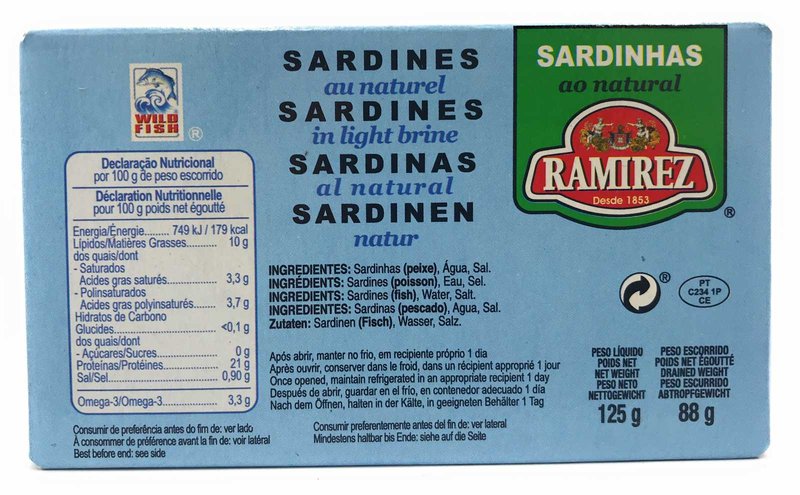 WILD
FISH ®
Declaração Nutricional
por 100 g de peso escorrido
Déclaration Nutritionnelle
pour 100 g poids net égoutté
Energia/Énergie......... 749 kJ / 179 kcal
Lípidos/Matières Grasses........... 10 g
dos quais/dont
- Saturados
Acides gras saturés............... 3,3 g
- Polinsaturados
Acides gras polyinsaturés....... 3,7 g
Hidratos de Carbono
Glucides........................... <0,1 g
dos quais/dont
- Açúcares/Sucres................ 0 g
Proteínas/Protéines............... 21 g
Sal/Sel............................. 0,90 g
Omega-3/Omega-3............... 3,3 g
Consumir de preferência antes do fim de: ver lado
À consommer de préférence avant la fin de: voir latéral
Best before end: see side
SARDINES
au naturel
SARDINES
in light brine
SARDINAS
al natural
SARDINEN
natur
INGREDIENTES: Sardinhas (peixe), Água, Sal.
INGRÉDIENTS: Sardines (poisson), Eau, Sel.
INGREDIENTS: Sardines (fish), Water, Salt.
INGREDIENTES: Sardinas (pescado), Agua, Sal.
Zutaten: Sardinen (Fisch), Wasser, Salz.
Após abrir, manter no frio, em recipiente próprio 1 dia
Après ouvrir, conserver dans le froid, dans un récipient approprié 1 jour
Once opened, maintain refrigerated in an appropriate recipient 1 day
Después de abrir, guardar en el frío, en contenedor adecuado 1 día
Nach dem Öffnen, halten in der Kälte, in geeigneten Behälter 1 Tag
Consumir preferentemente antes del fin de: ver lateral
Mindestens haltbar bis Ende: siehe auf die Seite
SARDINHAS
ao natural
RAMIREZ
Desde 1853
®
®
PT
C234 1P
CE
PESO LÍQUIDO
POIDS NET
NET WEIGHT
PESO NETO
NETTOGEWICHT
125 g
PESO ESCORRIDO
POIDS NET ÉGOUTTÉ
DRAINED WEIGHT
PESO ESCURRIDO
ABTROPFGEWICHT
88 g